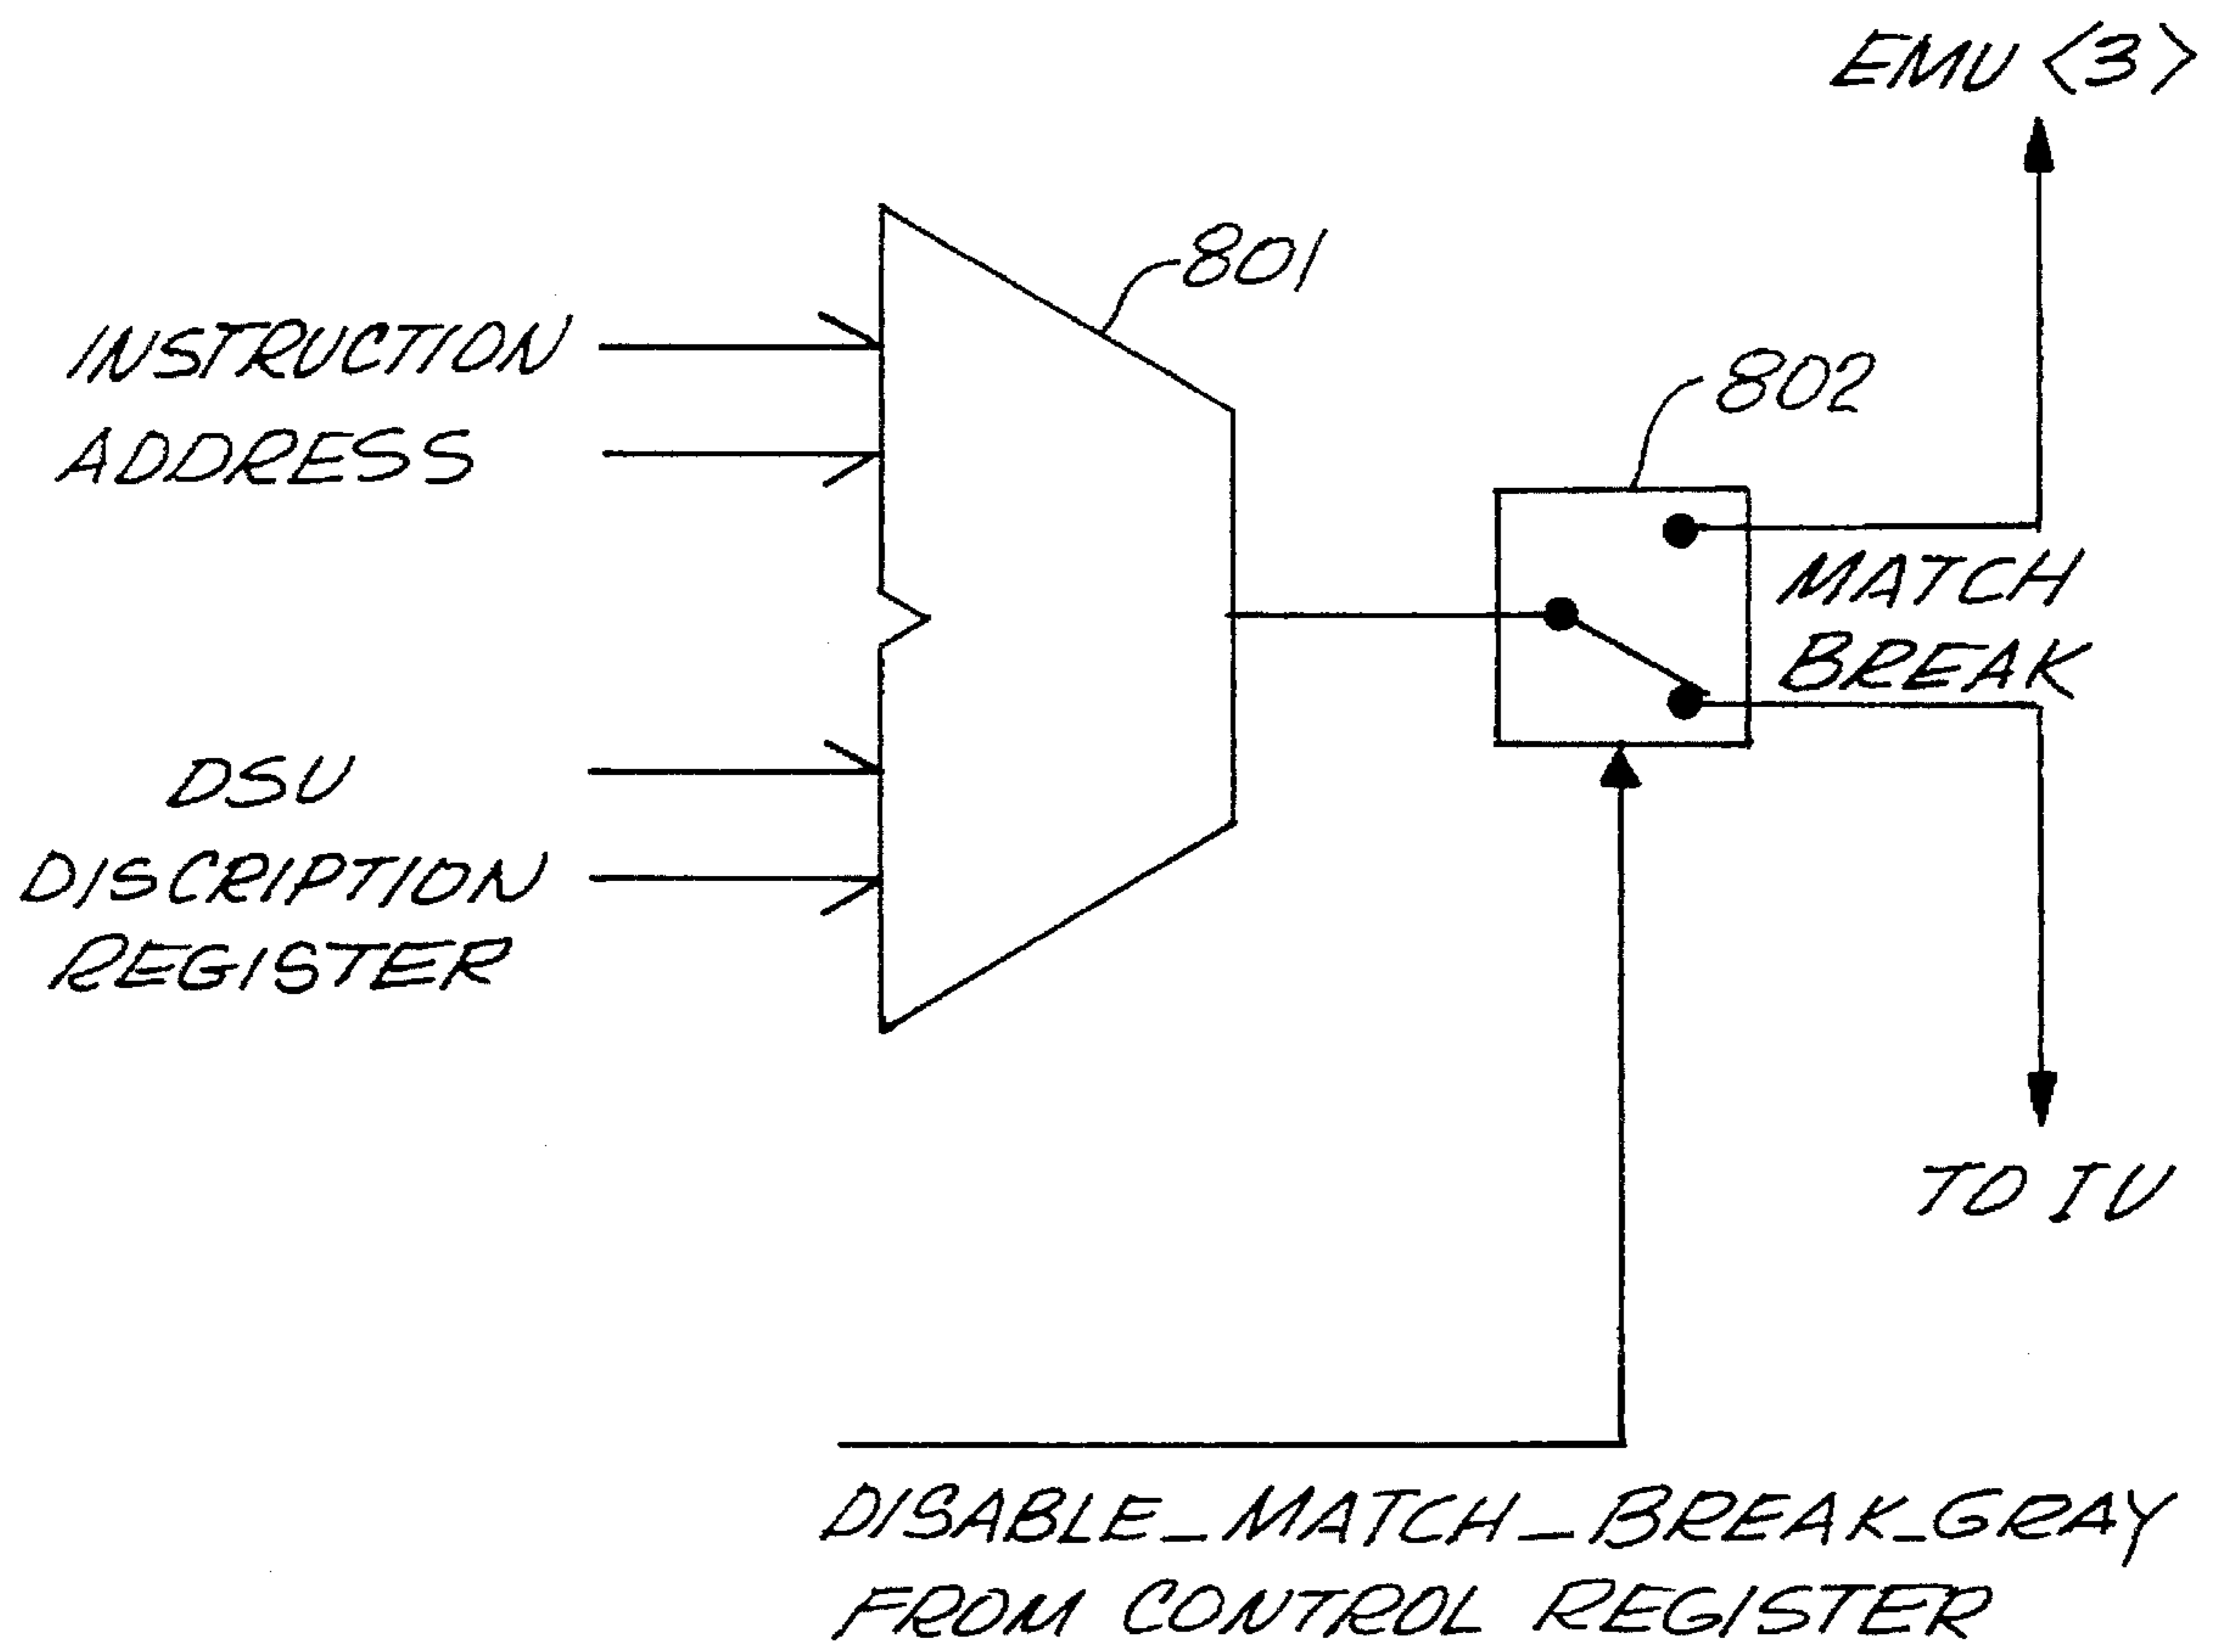 EMU <3>
801
INSTRUCTION
ADDRESS
802
MATCH
BREAK
DSU
DISCRIPTION
REGISTER
TO IU
DISABLE_MATCH_BREAK_GRAY
FROM CONTROL REGISTER